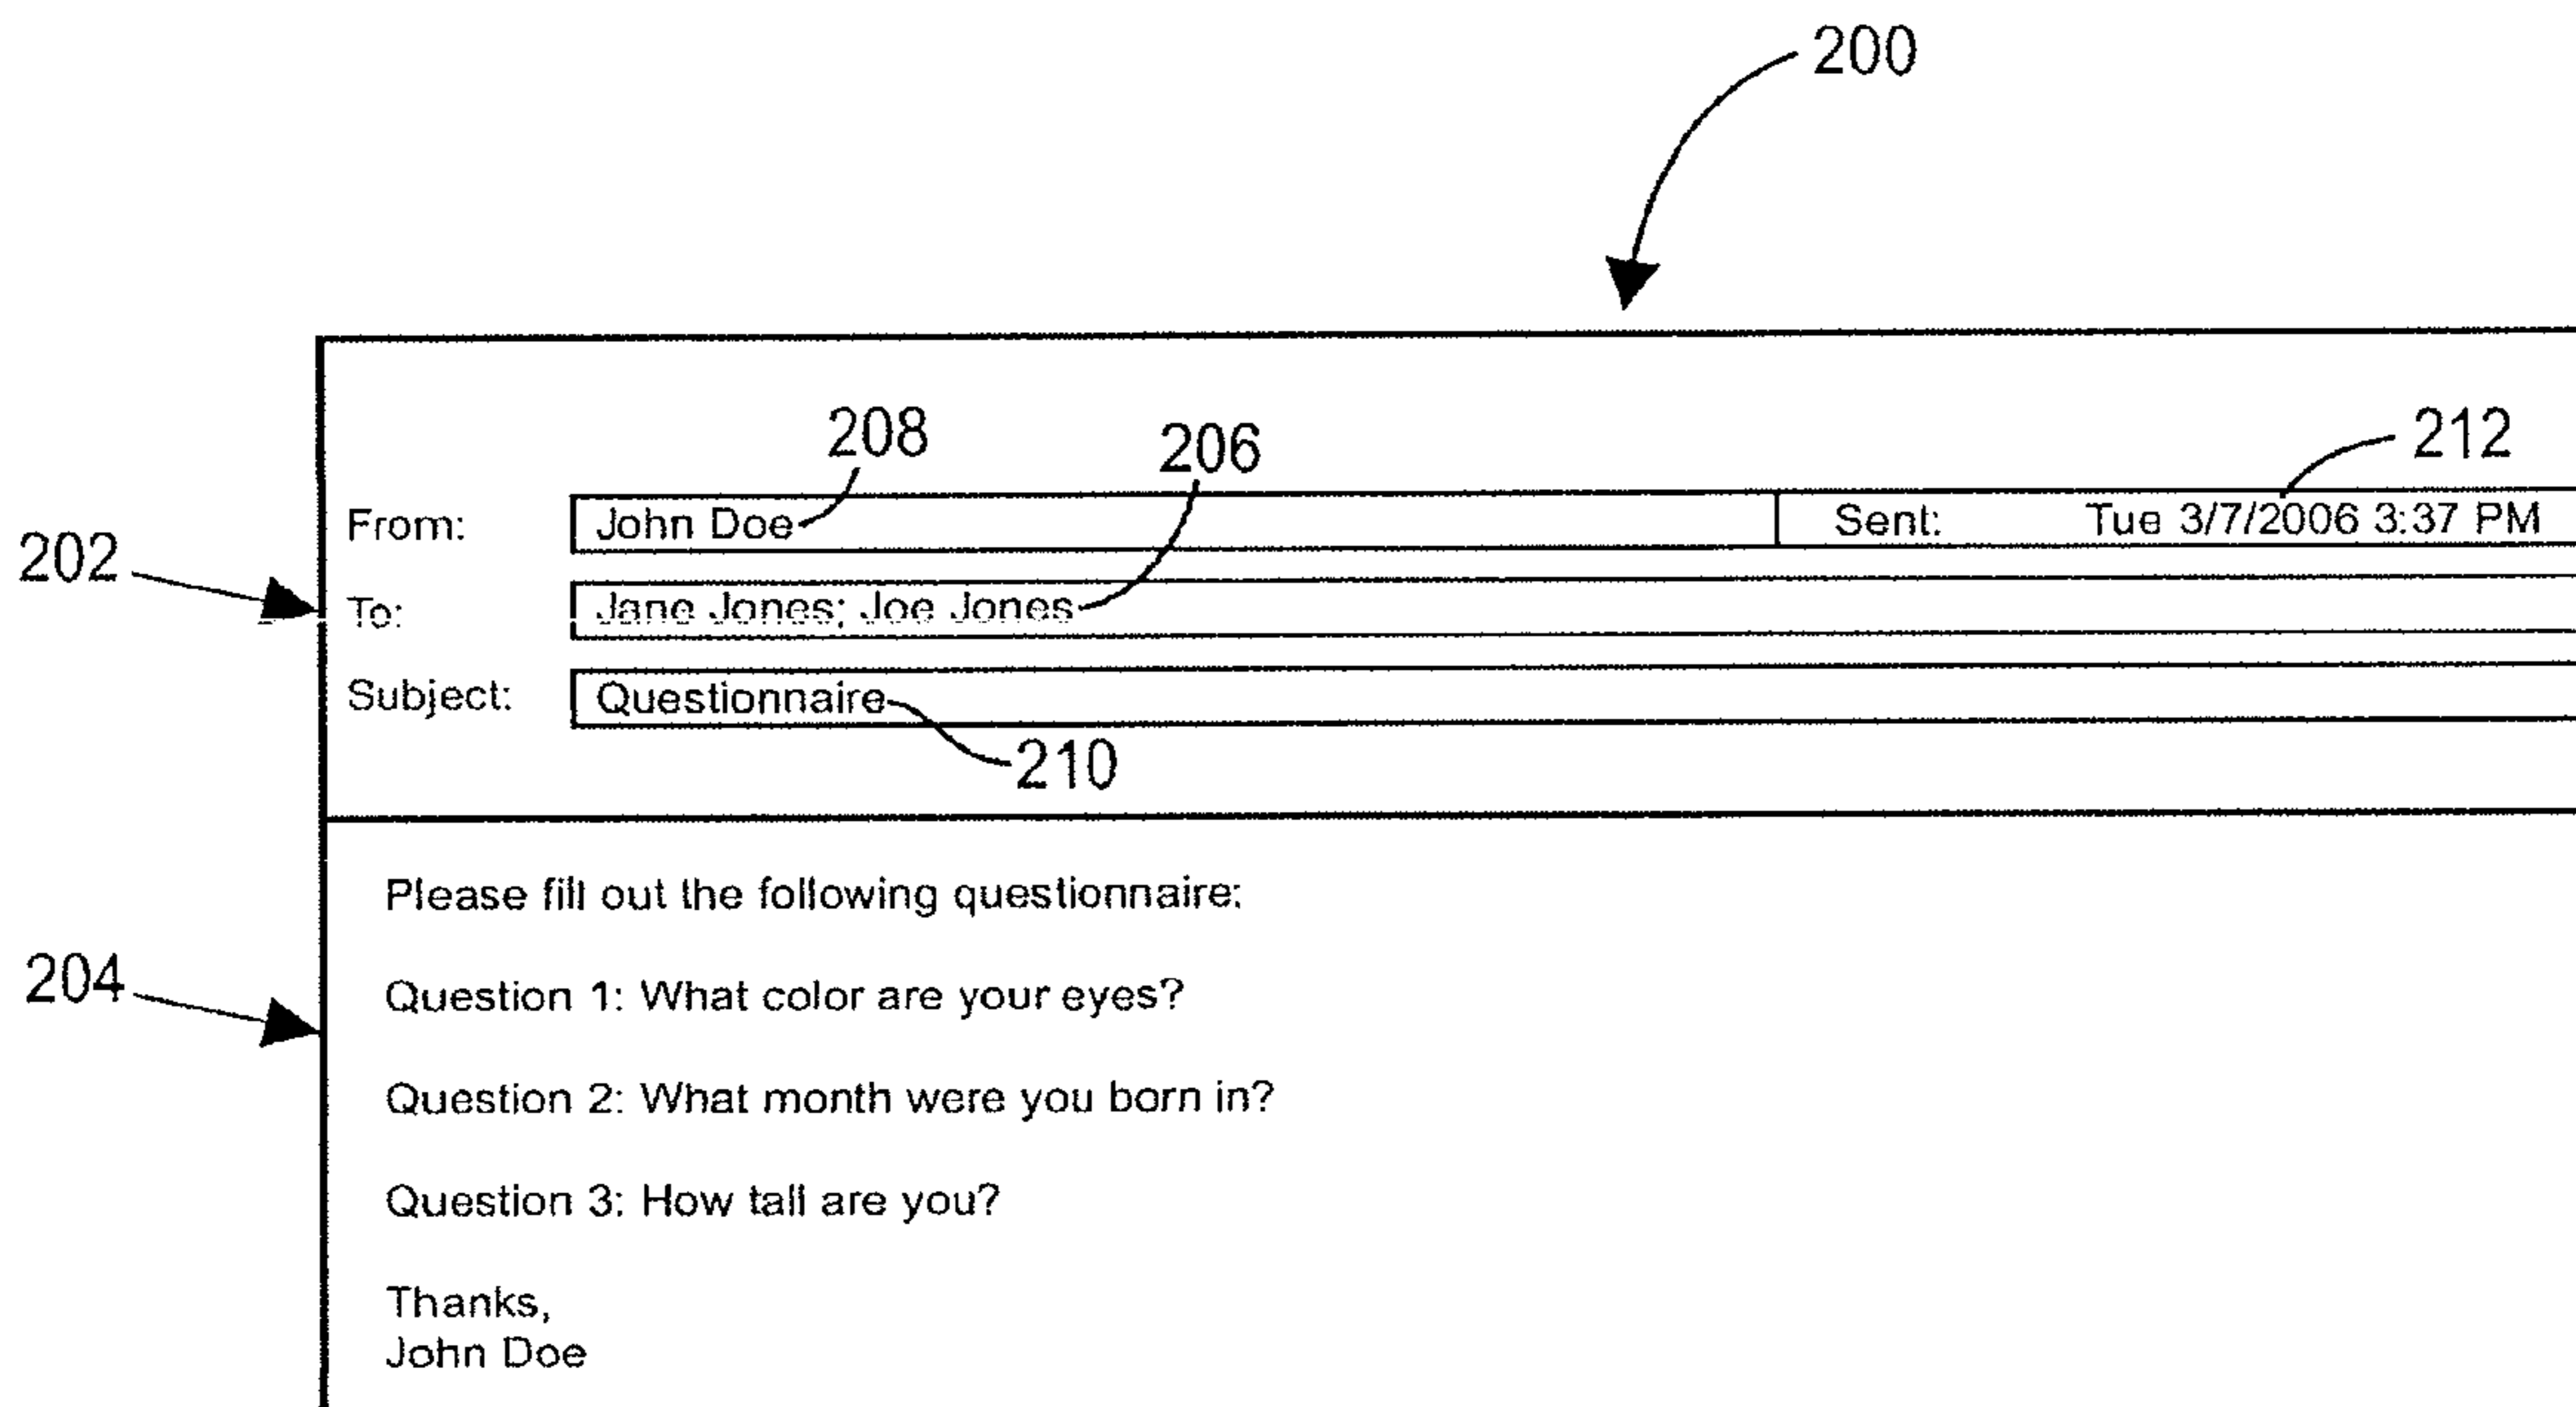 200
208
206
212
From: John Doe Sent: Tue 3/7/2006 3:37 PM
202
To: Jane Jones; Joe Jones
Subject: Questionnaire
210
Please fill out the following questionnaire:
204
Question 1: What color are your eyes?
Question 2: What month were you born in?
Question 3: How tall are you?
Thanks,
John Doe